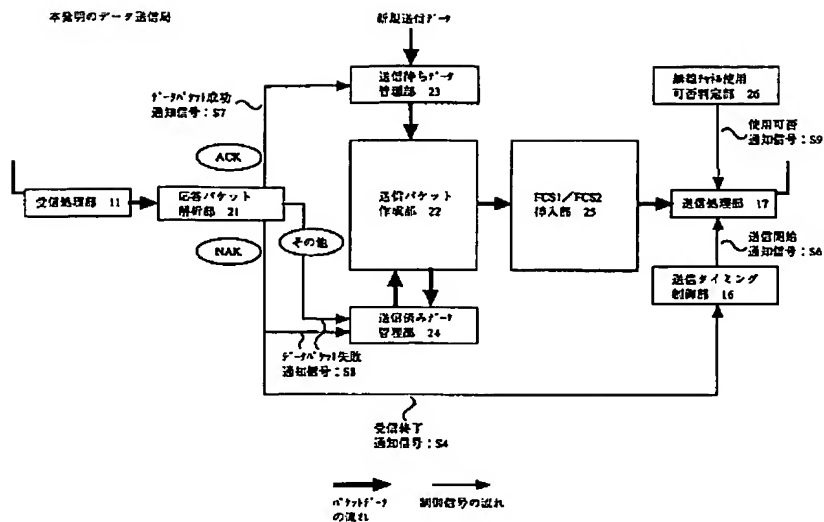 本発明のデータ送信局
新規送信データ
送信待ちデータ
管理部 23
無線チャネル使用
可否判定部 26
データパケット成功
通知信号：S7
使用可否
通知信号：S9
ACK
受信処理部 11
応答パケット
解析部 21
送信パケット
作成部 22
FCS1／FCS2
挿入部 25
送信処理部 17
NAK
その他
送信開始
通知信号：S6
送信タイミング
制御部 16
送信済みデータ
管理部 24
データパケット失敗
通知信号：S8
受信終了
通知信号：S4
パケットデータ
の流れ
制御信号の流れ